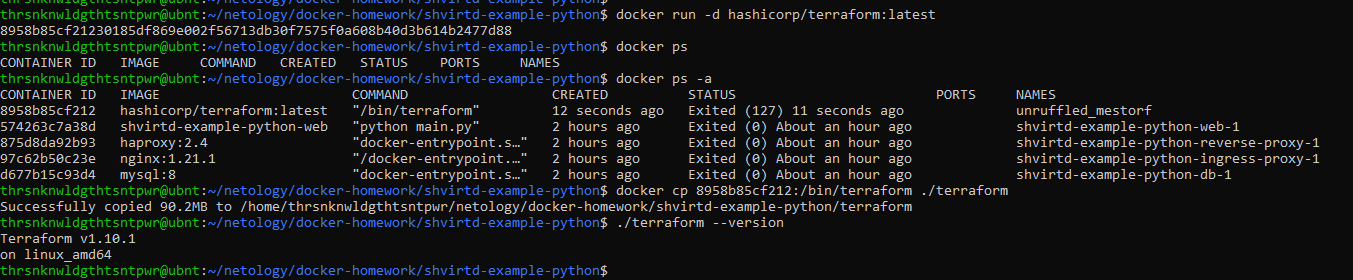 thrsnknwldgthtsntpwr@ubnt:~/netology/docker-homework/shvirtd-example-python$ docker run -d hashicorp/terraform:latest
8958b85cf21230185df869e002f56713db30f7575f0a608b40d3b614b2477d88
thrsnknwldgthtsntpwr@ubnt:~/netology/docker-homework/shvirtd-example-python$ docker ps
CONTAINER ID   IMAGE     COMMAND   CREATED   STATUS    PORTS     NAMES
thrsnknwldgthtsntpwr@ubnt:~/netology/docker-homework/shvirtd-example-python$ docker ps -a
CONTAINER ID   IMAGE                        COMMAND                  CREATED          STATUS                         PORTS     NAMES
8958b85cf212   hashicorp/terraform:latest   "/bin/terraform"         12 seconds ago   Exited (127) 11 seconds ago              unruffled_mestorf
574263c7a38d   shvirtd-example-python-web   "python main.py"         2 hours ago      Exited (0) About an hour ago             shvirtd-example-python-web-1
875d8da92b93   haproxy:2.4                  "docker-entrypoint.s…"   2 hours ago      Exited (0) About an hour ago             shvirtd-example-python-reverse-proxy-1
97c62b50c23e   nginx:1.21.1                 "/docker-entrypoint.…"   2 hours ago      Exited (0) About an hour ago             shvirtd-example-python-ingress-proxy-1
d677b15c93d4   mysql:8                      "docker-entrypoint.s…"   2 hours ago      Exited (0) About an hour ago             shvirtd-example-python-db-1
thrsnknwldgthtsntpwr@ubnt:~/netology/docker-homework/shvirtd-example-python$ docker cp 8958b85cf212:/bin/terraform ./terraform
Successfully copied 90.2MB to /home/thrsnknwldgthtsntpwr/netology/docker-homework/shvirtd-example-python/terraform
thrsnknwldgthtsntpwr@ubnt:~/netology/docker-homework/shvirtd-example-python$ ./terraform --version
Terraform v1.10.1
on linux_amd64
thrsnknwldgthtsntpwr@ubnt:~/netology/docker-homework/shvirtd-example-python$